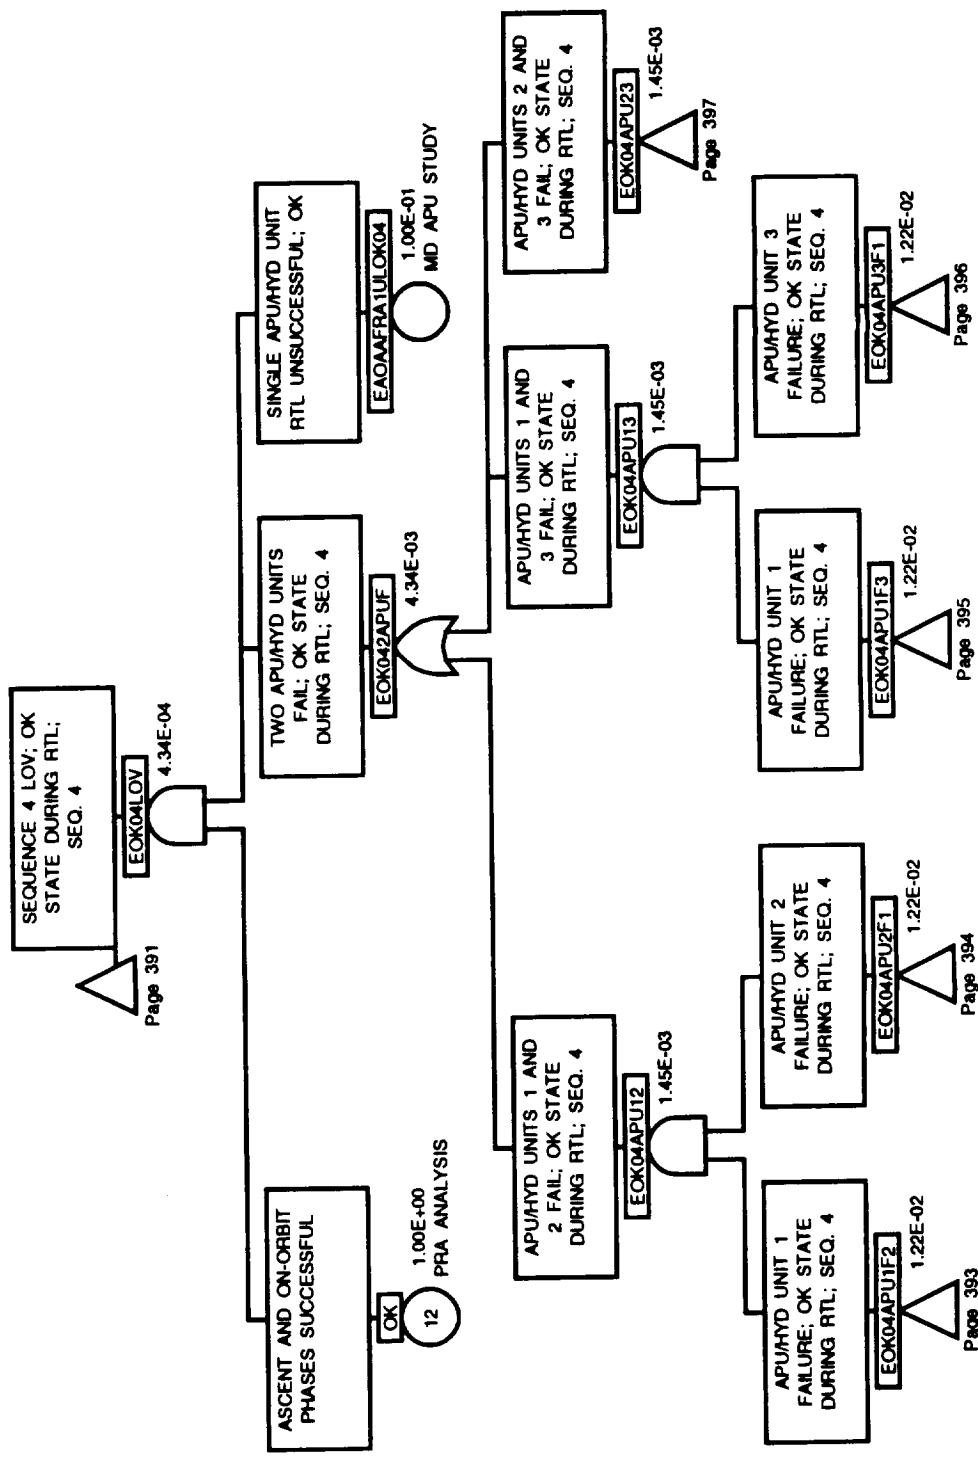 SEQUENCE 4 LOV; OK
STATE DURING RTL;
SEQ. 4
Page 391
EOK04LOV
4.34E-04
ASCENT AND ON-ORBIT
PHASES SUCCESSFUL
OK
12
1.00E+00
PRA ANALYSIS
TWO APU/HYD UNITS
FAIL; OK STATE
DURING RTL; SEQ. 4
EOK042APUF
4.34E-03
SINGLE APU/HYD UNIT
RTL UNSUCCESSFUL; OK
EAOAAFRA1ULOK04
1.00E-01
MD APU STUDY
APU/HYD UNITS 1 AND
2 FAIL; OK STATE
DURING RTL; SEQ. 4
EOK04APU12
1.45E-03
APU/HYD UNITS 1 AND
3 FAIL; OK STATE
DURING RTL; SEQ. 4
EOK04APU13
1.45E-03
APU/HYD UNITS 2 AND
3 FAIL; OK STATE
DURING RTL; SEQ. 4
EOK04APU23
1.45E-03
Page 397
APU/HYD UNIT 1
FAILURE; OK STATE
DURING RTL; SEQ. 4
EOK04APU1F2
1.22E-02
Page 393
APU/HYD UNIT 2
FAILURE; OK STATE
DURING RTL; SEQ. 4
EOK04APU2F1
1.22E-02
Page 394
APU/HYD UNIT 1
FAILURE; OK STATE
DURING RTL; SEQ. 4
EOK04APU1F3
1.22E-02
Page 395
APU/HYD UNIT 3
FAILURE; OK STATE
DURING RTL; SEQ. 4
EOK04APU3F1
1.22E-02
Page 396